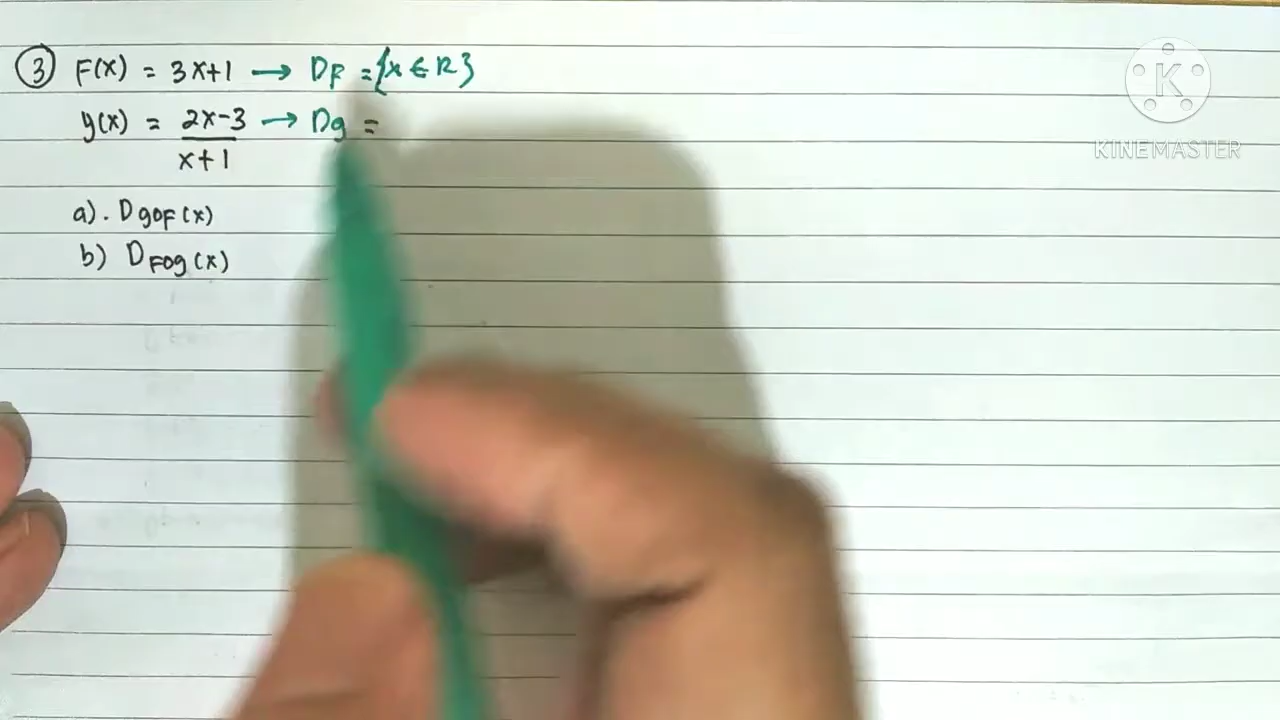 ③ F(x) = 3x+1 → DF = {x ∈ R}
y(x) = 2x-3 → Dg =
x+1
a). DgoF(x)
b) DFog(x)
K
KINEMASTER